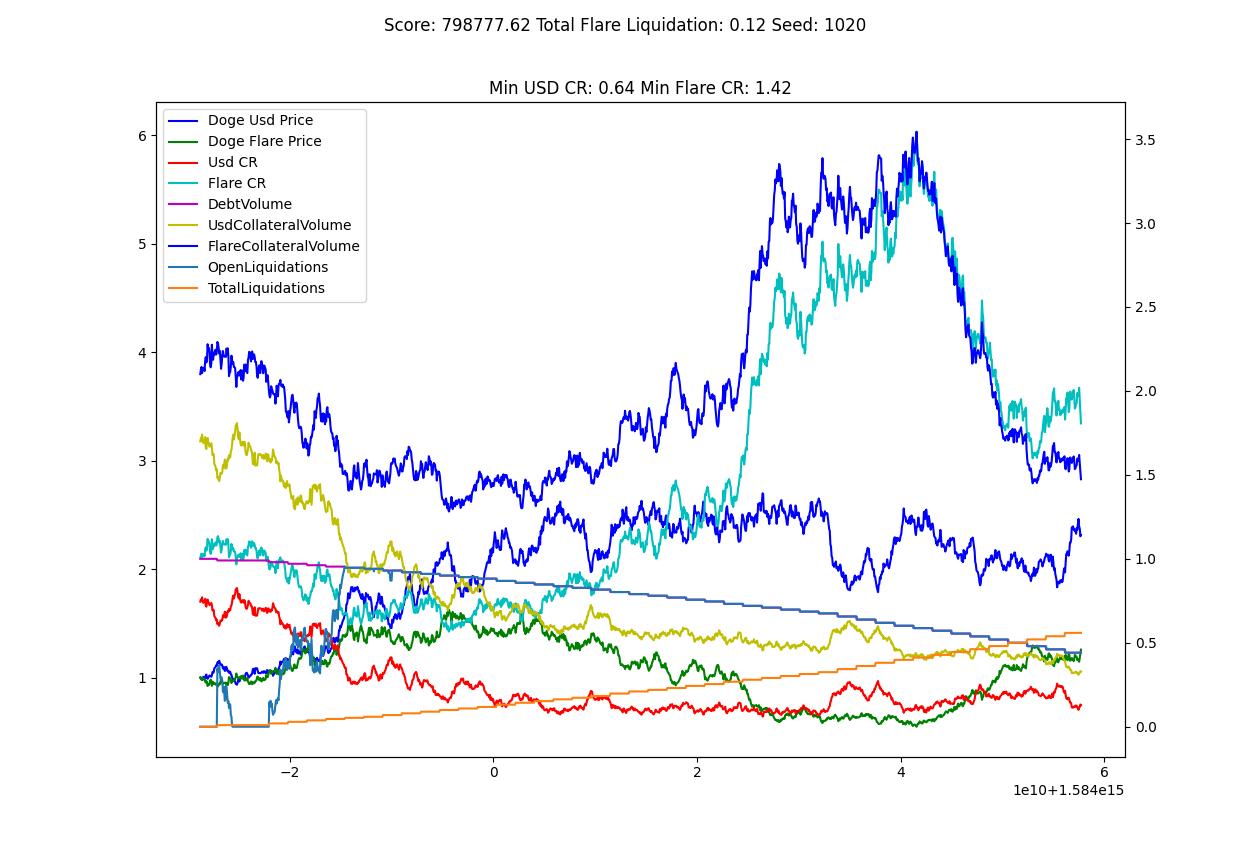 Score: 798777.62 Total Flare Liquidation: 0.12 Seed: 1020
Min USD CR: 0.64 Min Flare CR: 1.42
Doge Usd Price
Doge Flare Price
Usd CR
Flare CR
DebtVolume
UsdCollateralVolume
FlareCollateralVolume
OpenLiquidations
TotalLiquidations
6
5
4
3
2
1
3.5
3.0
2.5
2.0
1.5
1.0
0.5
0.0
−2 0 2 4 6
1e10+1.584e15